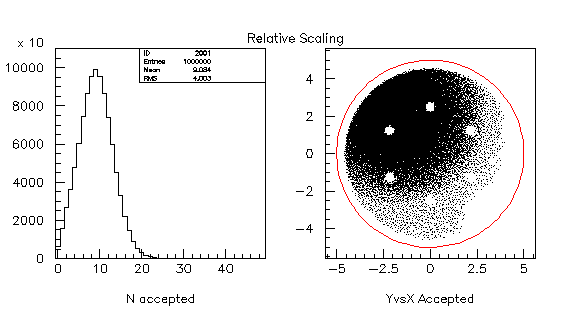 Relative Scaling
x 10
ID 2001
Entries 1000000
Mean 9.084
RMS 4.003
10000
8000
6000
4000
2000
0
0 10 20 30 40
N accepted
4
2
0
−2
−4
−5 −2.5 0 2.5 5
YvsX Accepted